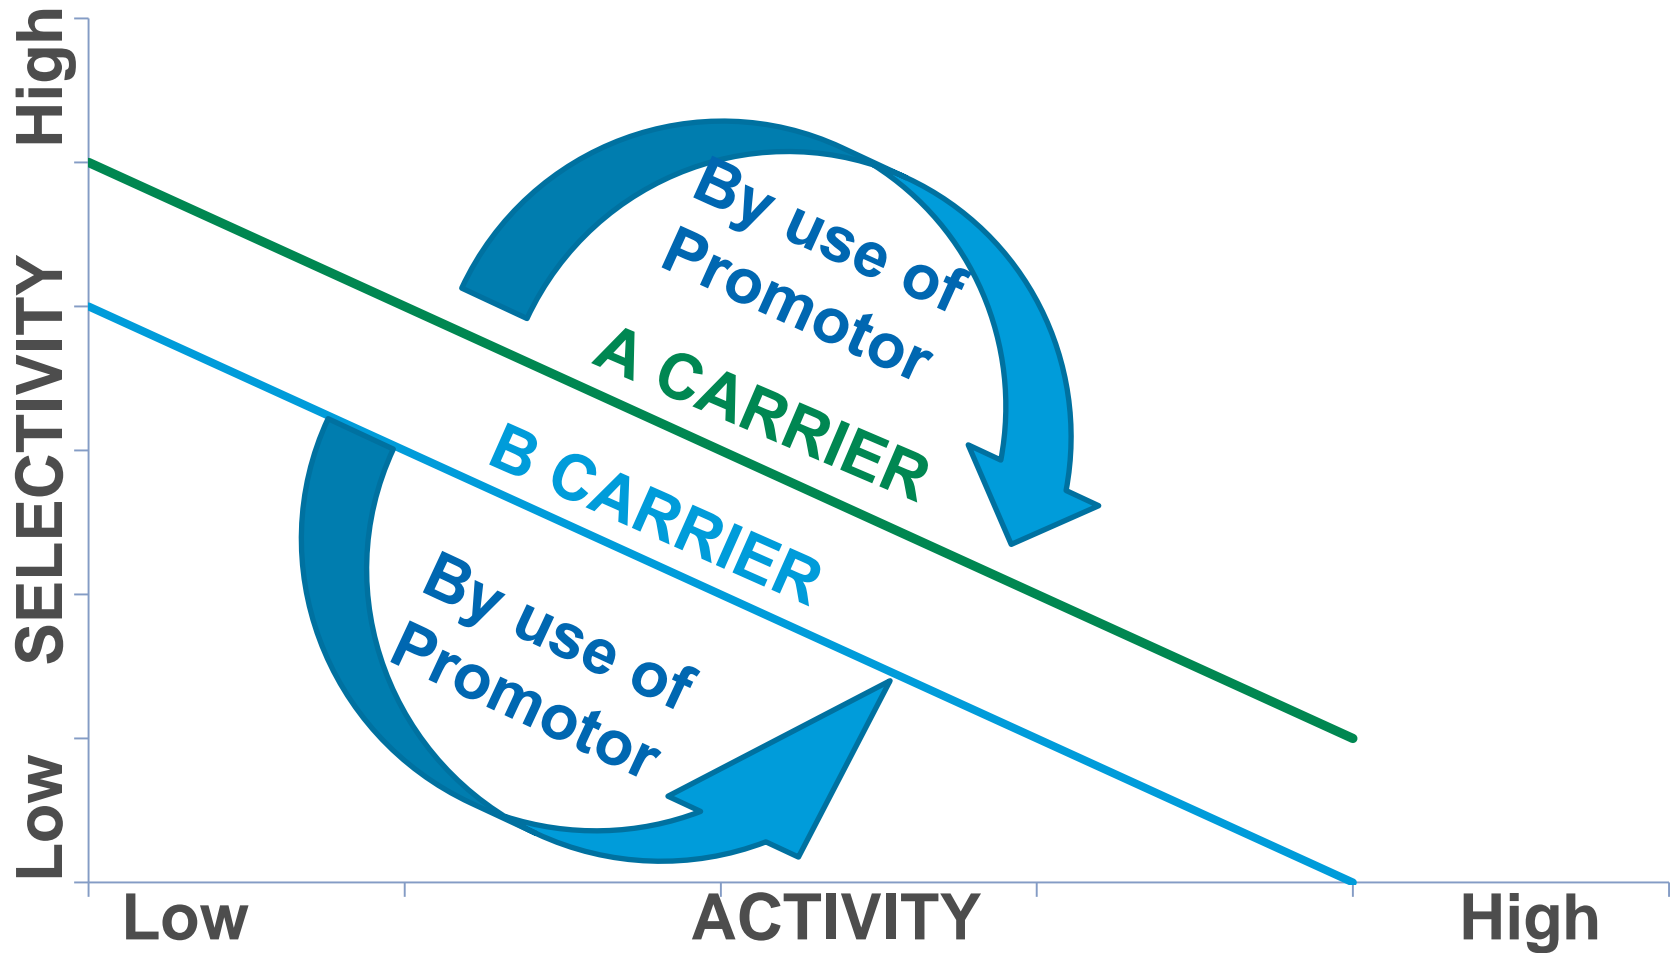 High
SELECTIVITY
Low
By use of
Promotor
A CARRIER
B CARRIER
By use of
Promotor
Low
ACTIVITY
High